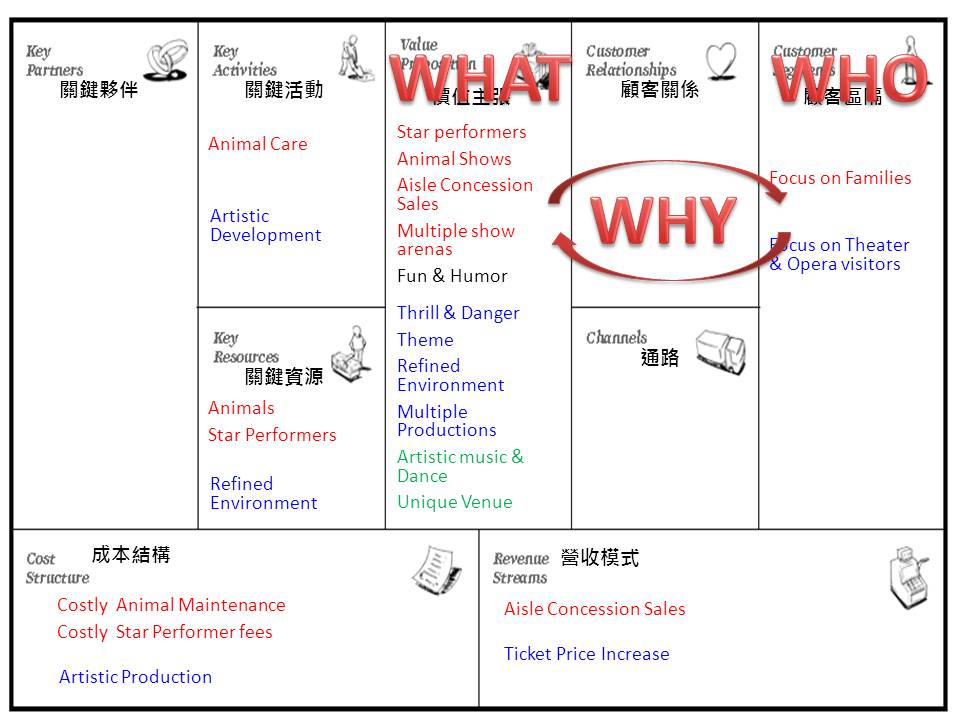 Key
Partners
關鍵夥伴
Key
Activities
關鍵活動
Animal Care
Artistic
Development
Key
Resources
關鍵資源
Animals
Star Performers
Refined
Environment
Value
Proposition
WHAT
價值主張
Star performers
Animal Shows
Aisle Concession
Sales
Multiple show
arenas
Fun & Humor
Thrill & Danger
Theme
Refined
Environment
Multiple
Productions
Artistic music &
Dance
Unique Venue
Customer
Relationships
顧客關係
WHY
Channels
通路
Customer
Segments
WHO
顧客區隔
Focus on Families
Focus on Theater
& Opera visitors
Cost
Structure
成本結構
Costly Animal Maintenance
Costly Star Performer fees
Artistic Production
Revenue
Streams
營收模式
Aisle Concession Sales
Ticket Price Increase